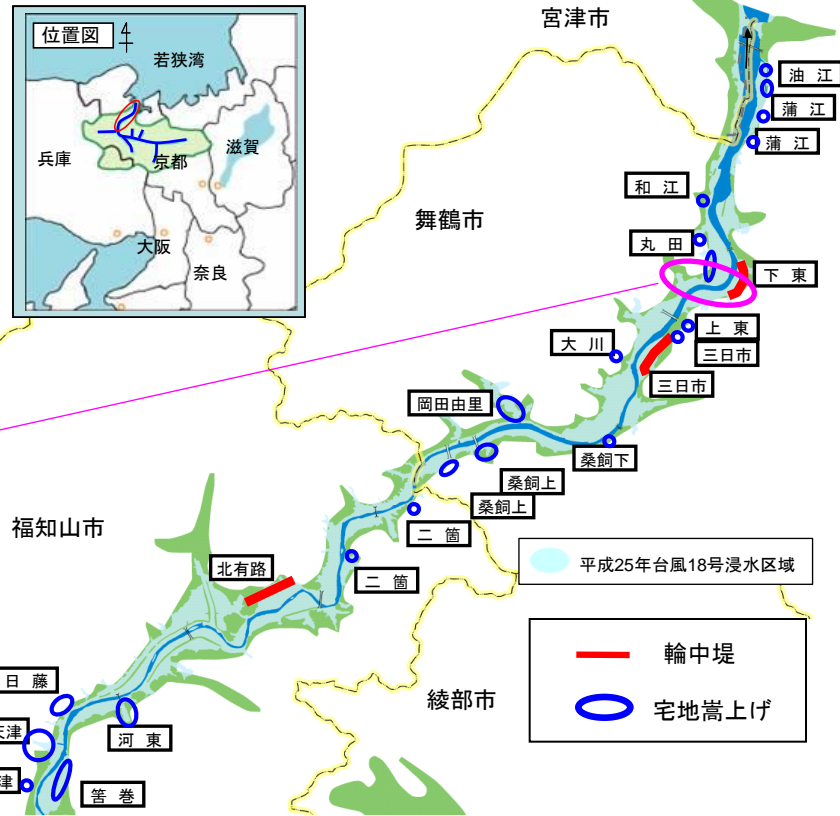 位置図
若狭湾
兵庫
京都
滋賀
大阪
奈良
宮津市
油 江
蒲 江
蒲 江
和 江
舞鶴市
丸 田
下 東
上 東
大 川
三日市
三日市
岡田由里
桑飼下
桑飼上
桑飼上
福知山市
二 箇
北有路
二 箇
平成25年台風18号浸水区域
輪中堤
日 藤
綾部市
宅地嵩上げ
天津
河 東
津
筈 巻